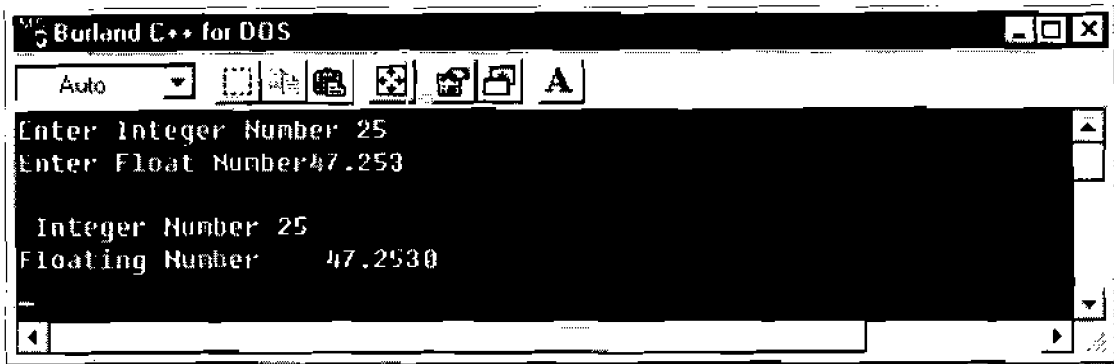 Borland C++ for DOS
Auto
A
Enter Integer Number 25
Enter Float Number47.253
Integer Number 25
Floating Number 47.2530